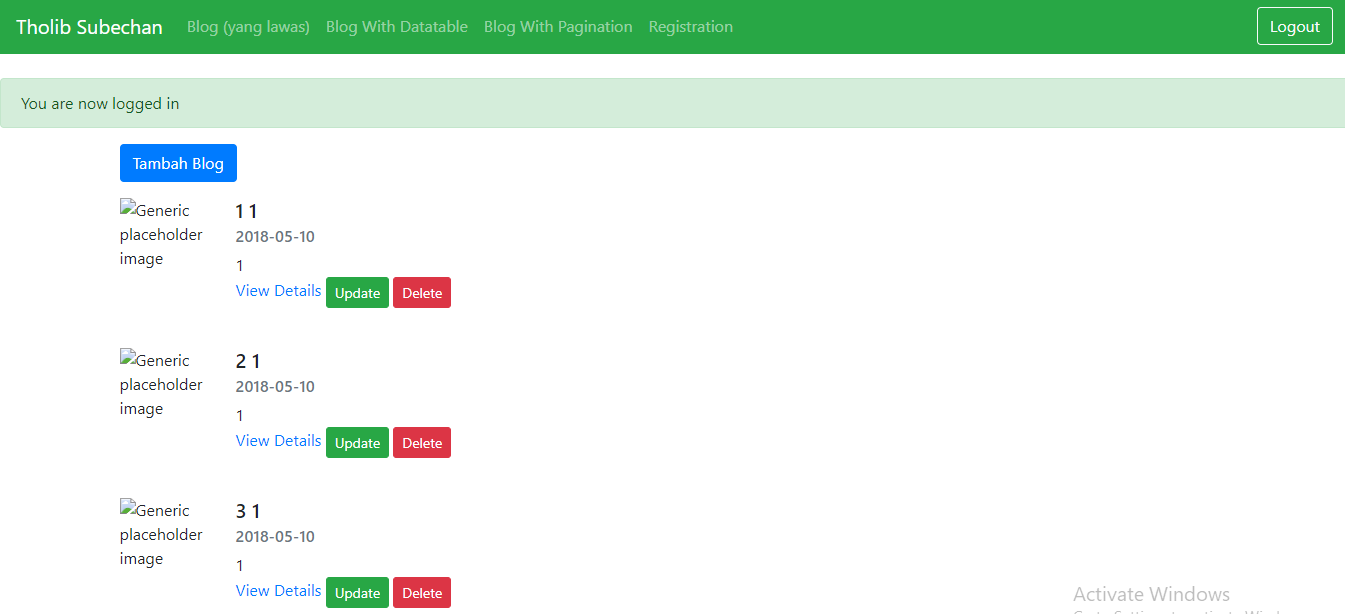 Tholib Subechan Blog (yang lawas) Blog With Datatable Blog With Pagination Registration Logout
You are now logged in
Tambah Blog
Generic
placeholder
image
1 1
2018-05-10
1
View Details Update Delete
Generic
placeholder
image
2 1
2018-05-10
1
View Details Update Delete
Generic
placeholder
image
3 1
2018-05-10
1
View Details Update Delete
Activate Windows